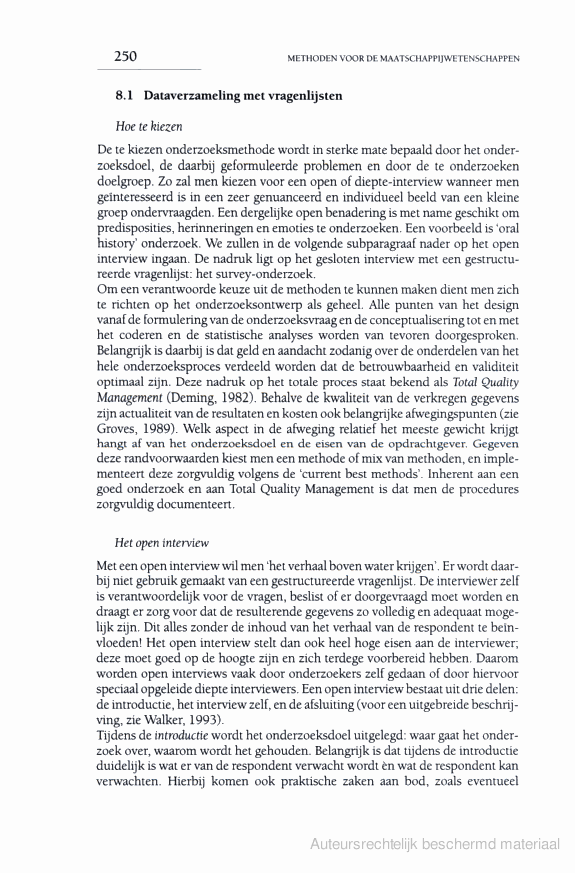 250
METHODEN VOOR DE MAATSCHAPPIJWETENSCHAPPEN
8.1 Dataverzameling met vragenlijsten
Hoe te kiezen
De te kiezen onderzoeksmethode wordt in sterke mate bepaald door het onder-
zoeksdoel, de daarbij geformuleerde problemen en door de te onderzoeken
doelgroep. Zo zal men kiezen voor een open of diepte-interview wanneer men
geïnteresseerd is in een zeer genuanceerd en individueel beeld van een kleine
groep ondervraagden. Een dergelijke open benadering is met name geschikt om
predisposities, herinneringen en emoties te onderzoeken. Een voorbeeld is 'oral
history' onderzoek. We zullen in de volgende subparagraaf nader op het open
interview ingaan. De nadruk ligt op het gesloten interview met een gestructu-
reerde vragenlijst: het survey-onderzoek.
Om een verantwoorde keuze uit de methoden te kunnen maken dient men zich
te richten op het onderzoeksontwerp als geheel. Alle punten van het design
vanaf de formulering van de onderzoeksvraag en de conceptualisering tot en met
het coderen en de statistische analyses worden van tevoren doorgesproken.
Belangrijk is daarbij is dat geld en aandacht zodanig over de onderdelen van het
hele onderzoeksproces verdeeld worden dat de betrouwbaarheid en validiteit
optimaal zijn. Deze nadruk op het totale proces staat bekend als Total Quality
Management (Deming, 1982). Behalve de kwaliteit van de verkregen gegevens
zijn actualiteit van de resultaten en kosten ook belangrijke afwegingspunten (zie
Groves, 1989). Welk aspect in de afweging relatief het meeste gewicht krijgt
hangt af van het onderzoeksdoel en de eisen van de opdrachtgever. Gegeven
deze randvoorwaarden kiest men een methode of mix van methoden, en imple-
menteert deze zorgvuldig volgens de 'current best methods'. Inherent aan een
goed onderzoek en aan Total Quality Management is dat men de procedures
zorgvuldig documenteert.
Het open interview
Met een open interview wil men 'het verhaal boven water krijgen'. Er wordt daar-
bij niet gebruik gemaakt van een gestructureerde vragenlijst. De interviewer zelf
is verantwoordelijk voor de vragen, beslist of er doorgevraagd moet worden en
draagt er zorg voor dat de resulterende gegevens zo volledig en adequaat moge-
lijk zijn. Dit alles zonder de inhoud van het verhaal van de respondent te beïn-
vloeden! Het open interview stelt dan ook heel hoge eisen aan de interviewer;
deze moet goed op de hoogte zijn en zich terdege voorbereid hebben. Daarom
worden open interviews vaak door onderzoekers zelf gedaan of door hiervoor
speciaal opgeleide diepte interviewers. Een open interview bestaat uit drie delen:
de introductie, het interview zelf, en de afsluiting (voor een uitgebreide beschrij-
ving, zie Walker, 1993).
Tijdens de introductie wordt het onderzoeksdoel uitgelegd: waar gaat het onder-
zoek over, waarom wordt het gehouden. Belangrijk is dat tijdens de introductie
duidelijk is wat er van de respondent verwacht wordt èn wat de respondent kan
verwachten. Hierbij komen ook praktische zaken aan bod, zoals eventueel
Auteursrechtelijk beschermd materiaal